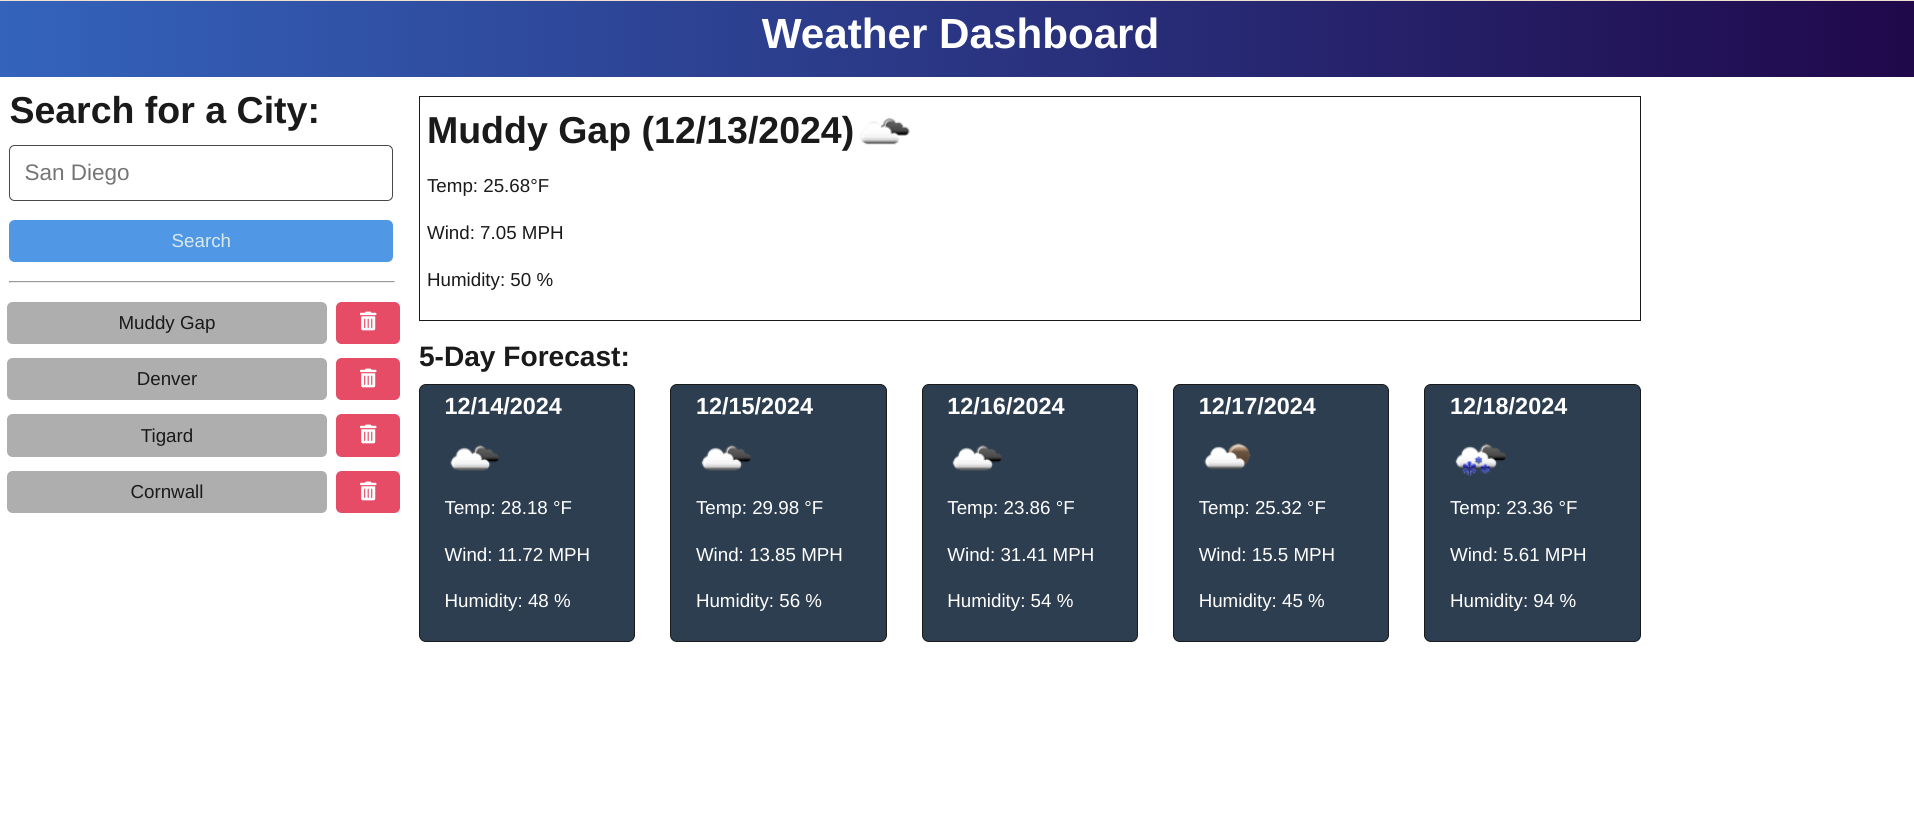 Weather Dashboard
Search for a City:
San Diego
Search
Muddy Gap
Denver
Tigard
Cornwall
Muddy Gap (12/13/2024)
Temp: 25.68°F
Wind: 7.05 MPH
Humidity: 50 %
5-Day Forecast:
12/14/2024
Temp: 28.18 °F
Wind: 11.72 MPH
Humidity: 48 %
12/15/2024
Temp: 29.98 °F
Wind: 13.85 MPH
Humidity: 56 %
12/16/2024
Temp: 23.86 °F
Wind: 31.41 MPH
Humidity: 54 %
12/17/2024
Temp: 25.32 °F
Wind: 15.5 MPH
Humidity: 45 %
12/18/2024
Temp: 23.36 °F
Wind: 5.61 MPH
Humidity: 94 %